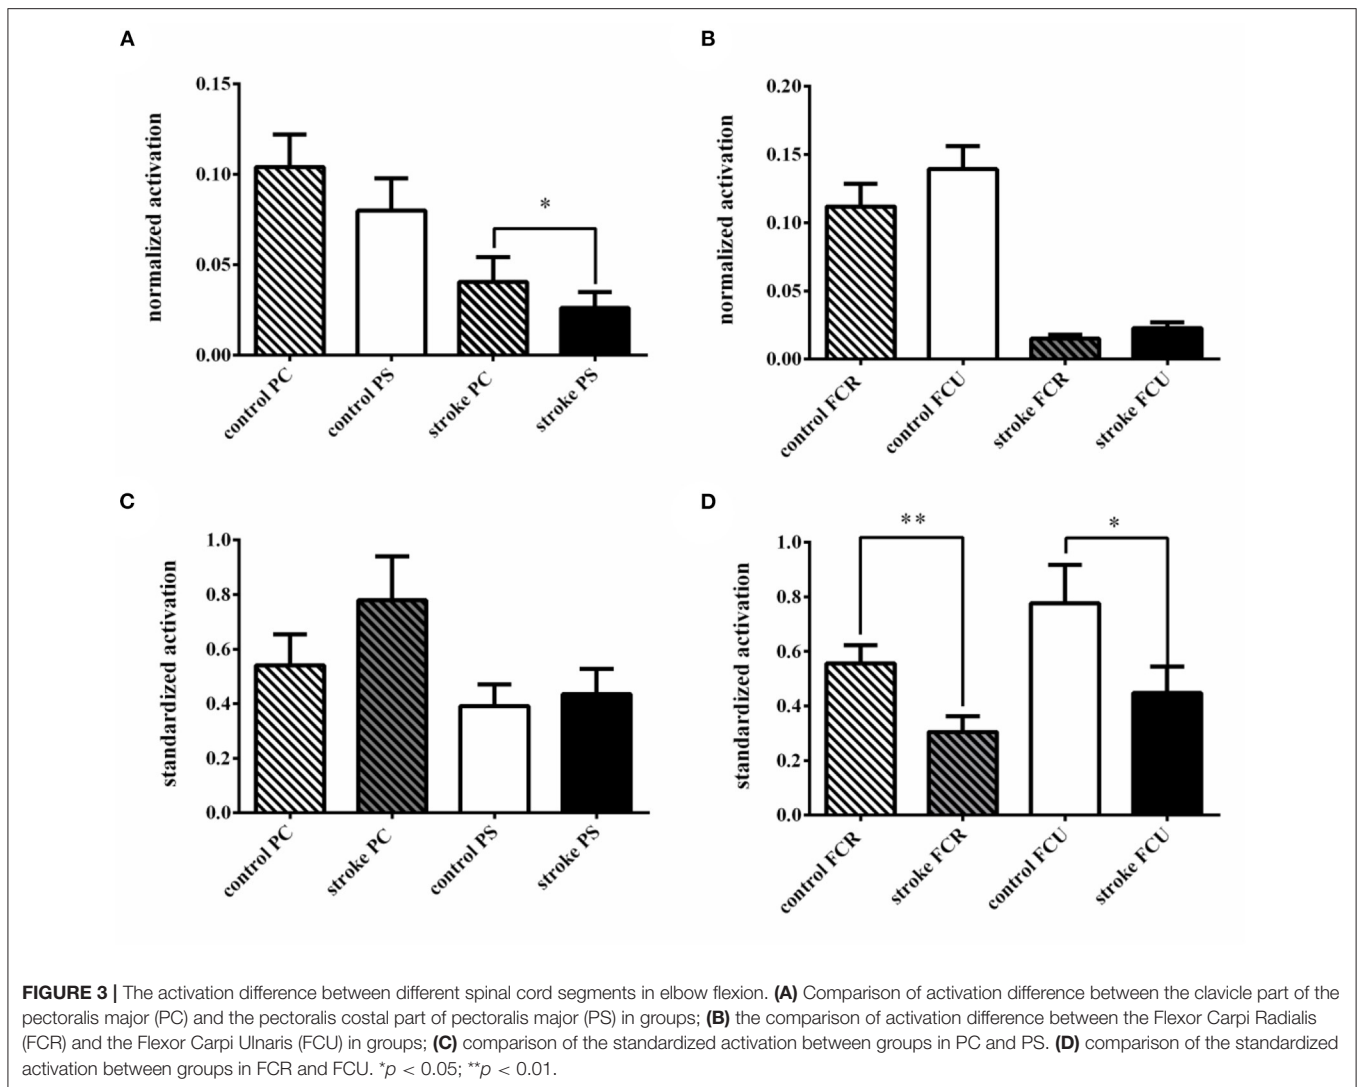 A
normalized activation
0.15
0.10
0.05
0.00
*
control PC
control PS
stroke PC
stroke PS
B
normalized activation
0.20
0.15
0.10
0.05
0.00
control FCR
control FCU
stroke FCR
stroke FCU
C
standardized activation
1.0
0.8
0.6
0.4
0.2
0.0
control PC
stroke PC
control PS
stroke PS
D
standardized activation
1.0
0.8
0.6
0.4
0.2
0.0
**
*
control FCR
stroke FCR
control FCU
stroke FCU
FIGURE 3 | The activation difference between different spinal cord segments in elbow flexion. (A) Comparison of activation difference between the clavicle part of the
pectoralis major (PC) and the pectoralis costal part of pectoralis major (PS) in groups; (B) the comparison of activation difference between the Flexor Carpi Radialis
(FCR) and the Flexor Carpi Ulnaris (FCU) in groups; (C) comparison of the standardized activation between groups in PC and PS. (D) comparison of the standardized
activation between groups in FCR and FCU. *p < 0.05; **p < 0.01.